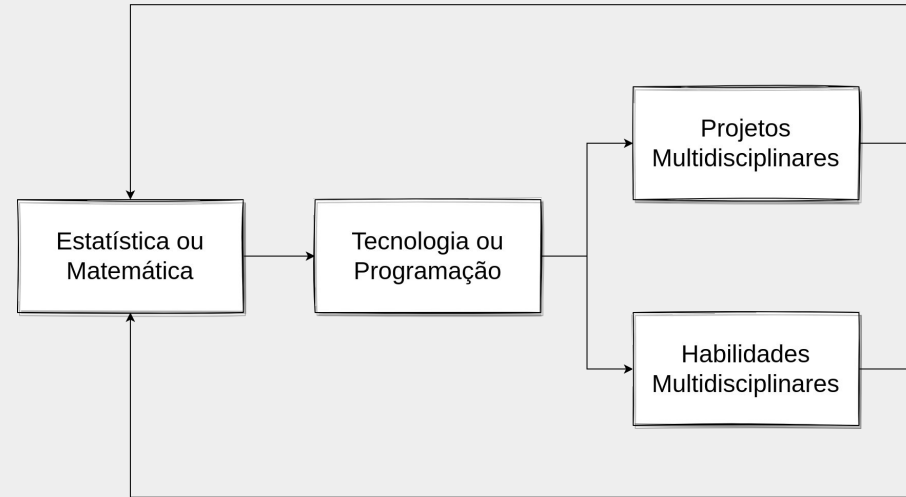 Projetos
Multidisciplinares
Estatística ou
Matemática
Tecnologia ou
Programação
Habilidades
Multidisciplinares